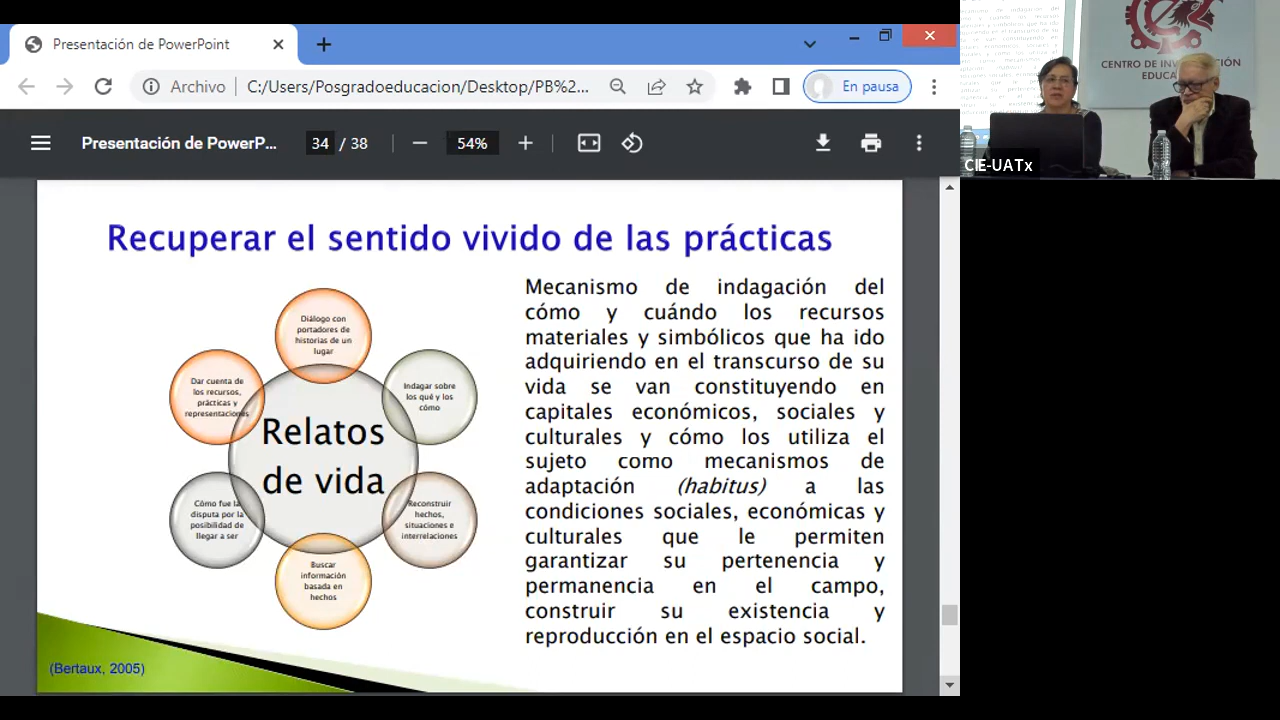 Presentación de PowerPoint
Archivo
C:/Users/Posgradoeducacion/Desktop/PB%2...
En pausa
Presentación de PowerP...
34 / 38
54%
Recuperar el sentido vivido de las prácticas
Diálogo con
portadores de
historias de un
lugar
Indagar sobre
los qué y los
cómo
Reconstruir
hechos,
situaciones e
interrelaciones
Buscar
información
basada en
hechos
Cómo fue la
disputa por la
posibilidad de
llegar a ser
Dar cuenta de
los recursos,
prácticas y
representaciones
Relatos
de vida
Mecanismo de indagación del
cómo y cuándo los recursos
materiales y simbólicos que ha ido
adquiriendo en el transcurso de su
vida se van constituyendo en
capitales económicos, sociales y
culturales y cómo los utiliza el
sujeto como mecanismos de
adaptación (habitus) a las
condiciones sociales, económicas y
culturales que le permiten
garantizar su pertenencia y
permanencia en el campo,
construir su existencia y
reproducción en el espacio social.
(Bertaux, 2005)
CENTRO DE
CIE-UATx